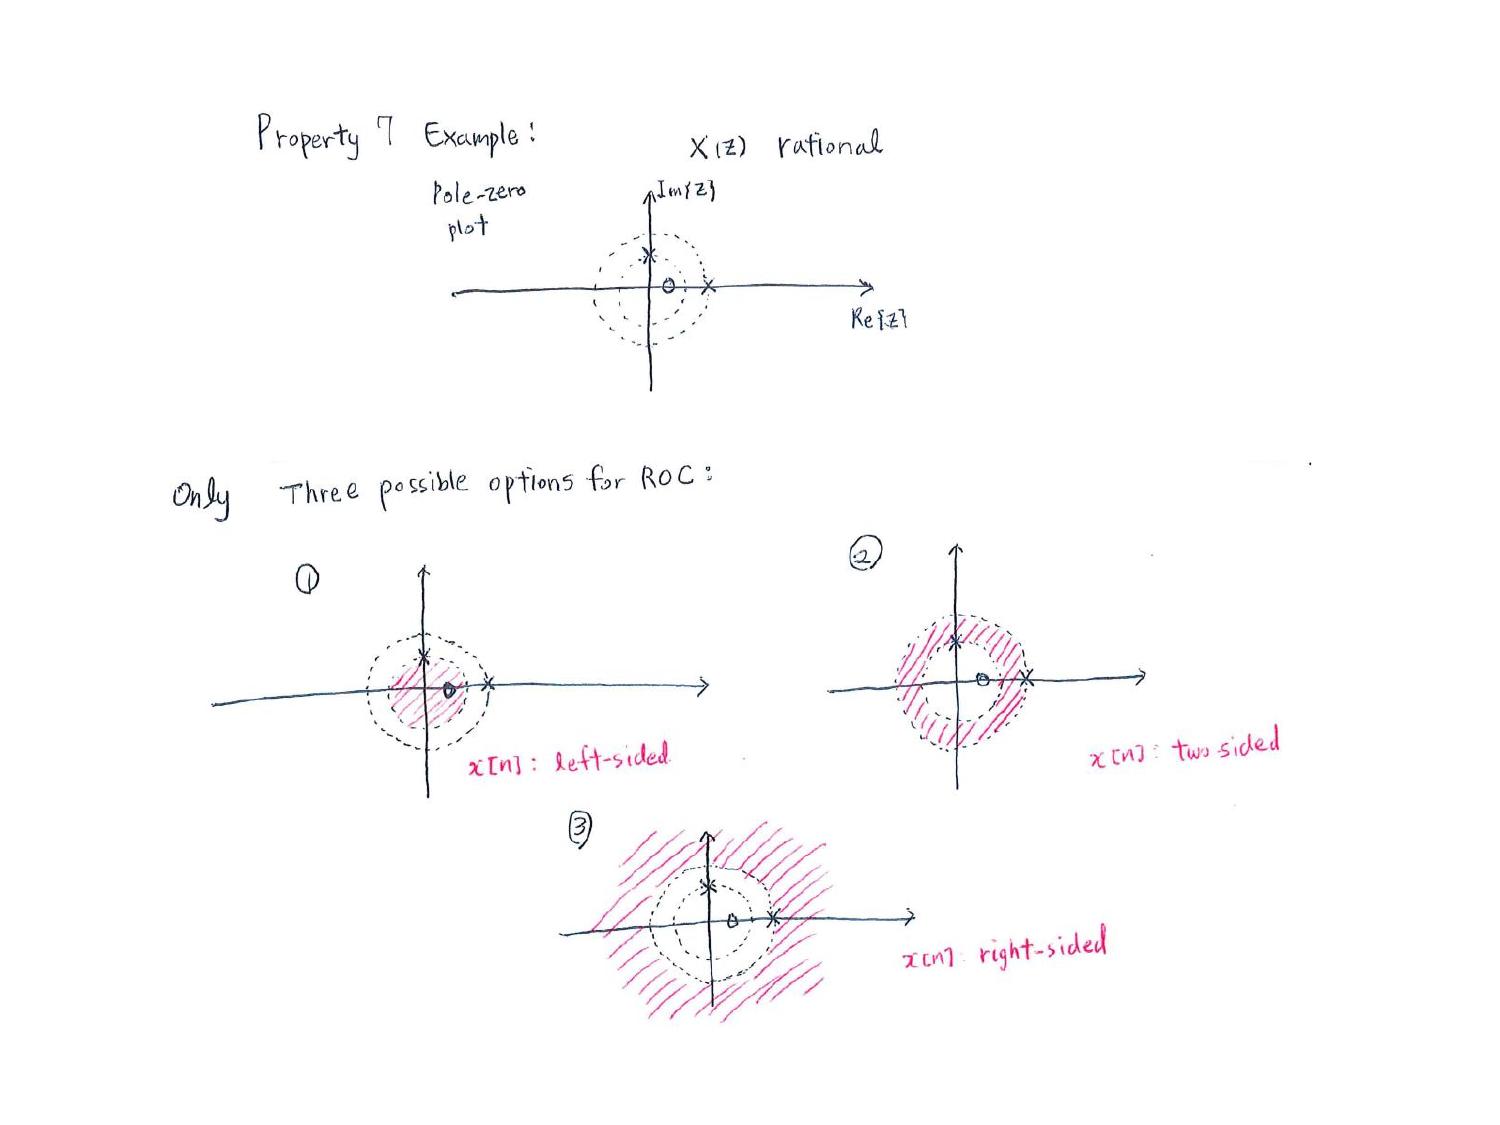 Property 7 Example:
X(z) rational
Pole-zero
plot
Im{z}
Re{z}
Only Three possible options for ROC:
①
②
x[n]: left-sided
x[n]: two sided
③
x[n]: right-sided